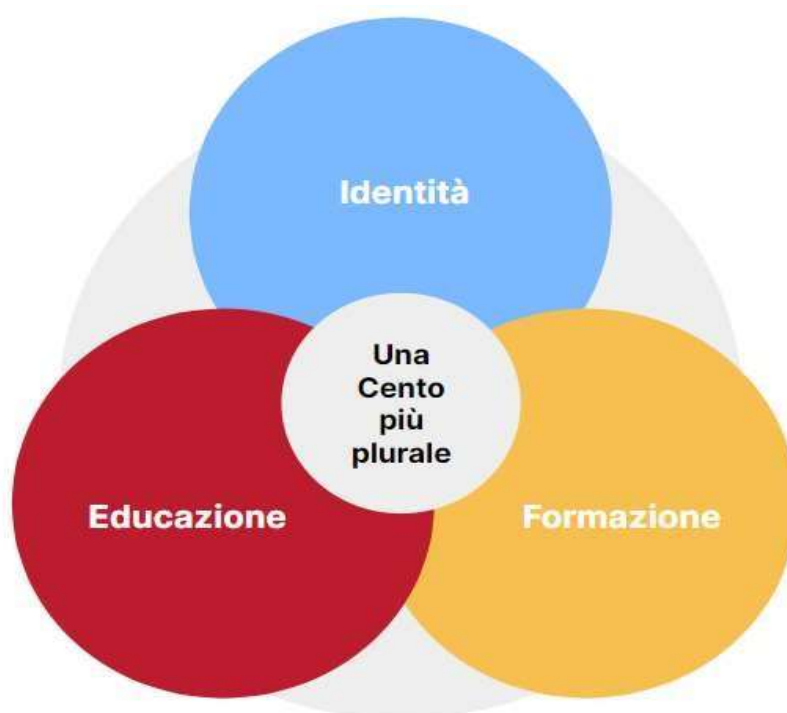 Identità
Una
Cento
più
plurale
Educazione
Formazione